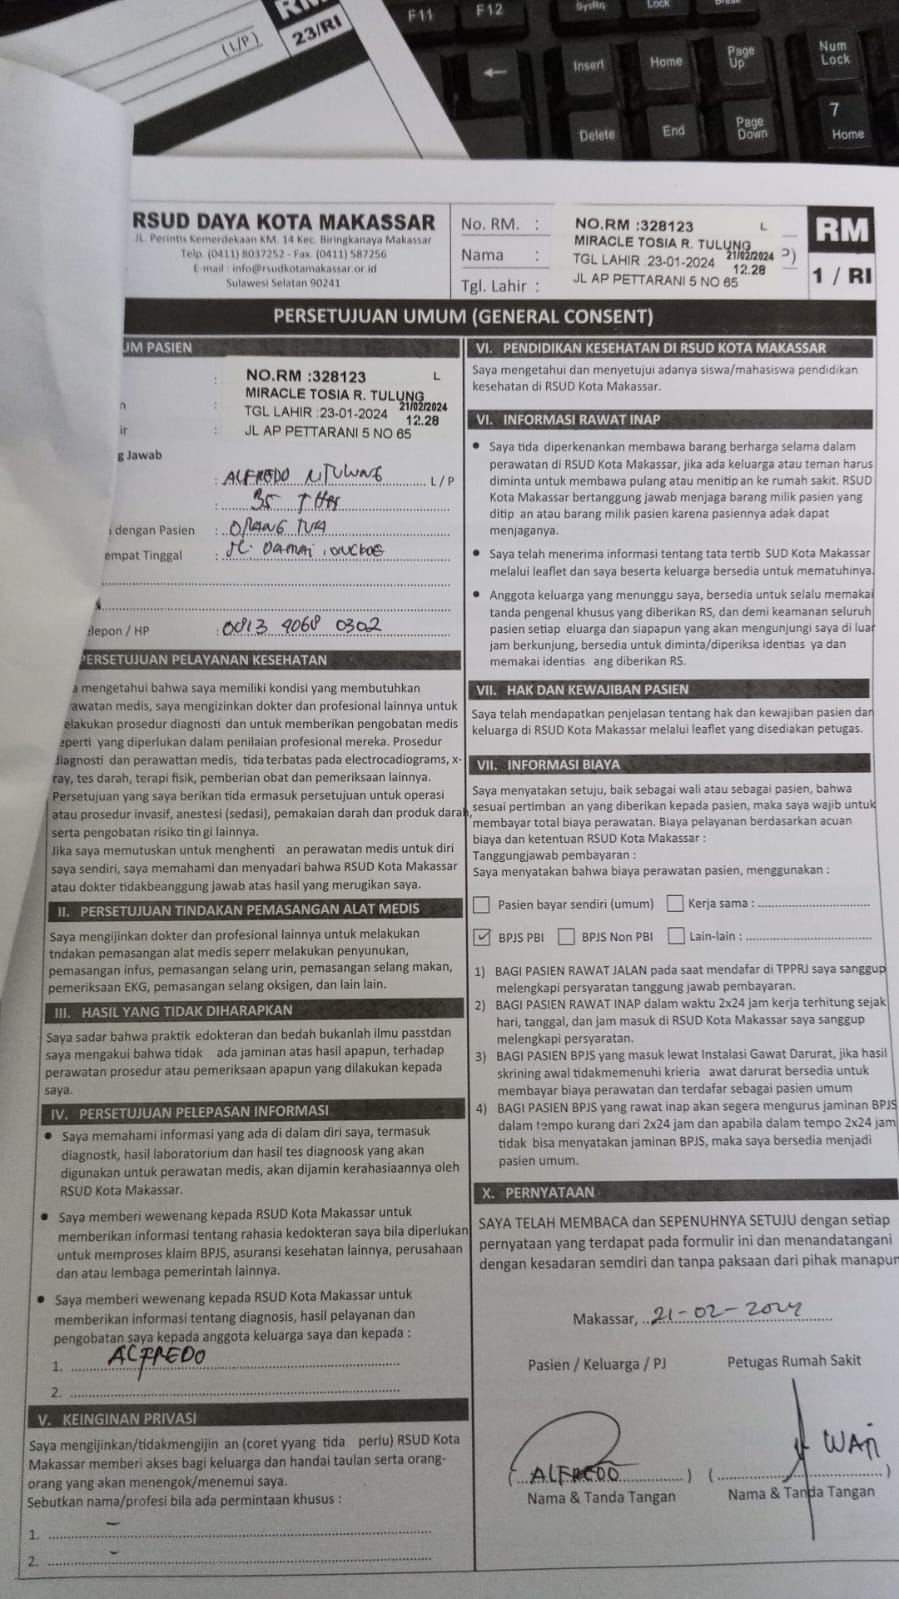 RM
23/RI
(L/P)
F11
F12
SysRq
Lock
Break
Insert
Home
Page Up
Num Lock
Delete
End
Page Down
7 Home
RSUD DAYA KOTA MAKASSAR
JL. Perintis Kemerdekaan KM. 14 Kec. Biringkanaya Makassar
Telp. (0411) 8037252 - Fax. (0411) 587256
E-mail : info@rsudkotamakassar.or.id
Sulawesi Selatan 90241
No. RM. :
Nama :
Tgl. Lahir :
NO.RM :328123 L
MIRACLE TOSIA R. TULUNG
TGL LAHIR :23-01-2024 21/02/2024 12.28
JL AP PETTARANI 5 NO 65
RM
1 / RI
PERSETUJUAN UMUM (GENERAL CONSENT)
UM PASIEN
NO.RM :328123 L
MIRACLE TOSIA R. TULUNG
TGL LAHIR :23-01-2024 21/02/2024 12.28
JL AP PETTARANI 5 NO 65
g Jawab
: ALFREDO L/P
: 35 THN
dengan Pasien : ORANG TUA
empat Tinggal : JL. DAMAI
elepon / HP : 0813 9068 0302
PERSETUJUAN PELAYANAN KESEHATAN
a mengetahui bahwa saya memiliki kondisi yang membutuhkan
rawatan medis, saya mengizinkan dokter dan profesional lainnya untuk
elakukan prosedur diagnosti dan untuk memberikan pengobatan medis
eperti yang diperlukan dalam penilaian profesional mereka. Prosedur
diagnosti dan perawattan medis, tida terbatas pada electrocadiograms, x-
ray, tes darah, terapi fisik, pemberian obat dan pemeriksaan lainnya.
Persetujuan yang saya berikan tida ermasuk persetujuan untuk operasi
atau prosedur invasif, anestesi (sedasi), pemakaian darah dan produk darah,
serta pengobatan risiko tin gi lainnya.
Jika saya memutuskan untuk menghenti an perawatan medis untuk diri
saya sendiri, saya memahami dan menyadari bahwa RSUD Kota Makassar
atau dokter tidakbeanggung jawab atas hasil yang merugikan saya.
II. PERSETUJUAN TINDAKAN PEMASANGAN ALAT MEDIS
Saya mengijinkan dokter dan profesional lainnya untuk melakukan
tndakan pemasangan alat medis seperr melakukan penyunukan,
pemasangan infus, pemasangan selang urin, pemasangan selang makan,
pemeriksaan EKG, pemasangan selang oksigen, dan lain lain.
III. HASIL YANG TIDAK DIHARAPKAN
Saya sadar bahwa praktik edokteran dan bedah bukanlah ilmu passtdan
saya mengakui bahwa tidak ada jaminan atas hasil apapun, terhadap
perawatan prosedur atau pemeriksaan apapun yang dilakukan kepada
saya.
IV. PERSETUJUAN PELEPASAN INFORMASI
• Saya memahami informasi yang ada di dalam diri saya, termasuk
diagnostk, hasil laboratorium dan hasil tes diagnoosk yang akan
digunakan untuk perawatan medis, akan dijamin kerahasiaannya oleh
RSUD Kota Makassar.
• Saya memberi wewenang kepada RSUD Kota Makassar untuk
memberikan informasi tentang rahasia kedokteran saya bila diperlukan
untuk memproses klaim BPJS, asuransi kesehatan lainnya, perusahaan
dan atau lembaga pemerintah lainnya.
• Saya memberi wewenang kepada RSUD Kota Makassar untuk
memberikan informasi tentang diagnosis, hasil pelayanan dan
pengobatan saya kepada anggota keluarga saya dan kepada :
1. ALFREDO
2.
V. KEINGINAN PRIVASI
Saya mengijinkan/tidakmengijin an (coret yyang tida perlu) RSUD Kota
Makassar memberi akses bagi keluarga dan handai taulan serta orang-
orang yang akan menengok/menemui saya.
Sebutkan nama/profesi bila ada permintaan khusus :
1. -
2. -
VI. PENDIDIKAN KESEHATAN DI RSUD KOTA MAKASSAR
Saya mengetahui dan menyetujui adanya siswa/mahasiswa pendidikan
kesehatan di RSUD Kota Makassar.
VI. INFORMASI RAWAT INAP
• Saya tida diperkenankan membawa barang berharga selama dalam
perawatan di RSUD Kota Makassar, jika ada keluarga atau teman harus
diminta untuk membawa pulang atau menitip an ke rumah sakit. RSUD
Kota Makassar bertanggung jawab menjaga barang milik pasien yang
ditip an atau barang milik pasien karena pasiennya adak dapat
menjaganya.
• Saya telah menerima informasi tentang tata tertib SUD Kota Makassar
melalui leaflet dan saya beserta keluarga bersedia untuk mematuhinya.
• Anggota keluarga yang menunggu saya, bersedia untuk selalu memakai
tanda pengenal khusus yang diberikan RS, dan demi keamanan seluruh
pasien setiap eluarga dan siapapun yang akan mengunjungi saya di luar
jam berkunjung, bersedia untuk diminta/diperiksa identias ya dan
memakai identias ang diberikan RS.
VII. HAK DAN KEWAJIBAN PASIEN
Saya telah mendapatkan penjelasan tentang hak dan kewajiban pasien dan
keluarga di RSUD Kota Makassar melalui leaflet yang disediakan petugas.
VII. INFORMASI BIAYA
Saya menyatakan setuju, baik sebagai wali atau sebagai pasien, bahwa
sesuai pertimban an yang diberikan kepada pasien, maka saya wajib untuk
membayar total biaya perawatan. Biaya pelayanan berdasarkan acuan
biaya dan ketentuan RSUD Kota Makassar :
Tanggungjawab pembayaran :
Saya menyatakan bahwa biaya perawatan pasien, menggunakan :
Pasien bayar sendiri (umum) Kerja sama :
BPJS PBI BPJS Non PBI Lain-lain :
1) BAGI PASIEN RAWAT JALAN pada saat mendafar di TPPRJ saya sanggup
melengkapi persyaratan tanggung jawab pembayaran.
2) BAGI PASIEN RAWAT INAP dalam waktu 2x24 jam kerja terhitung sejak
hari, tanggal, dan jam masuk di RSUD Kota Makassar saya sanggup
melengkapi persyaratan.
3) BAGI PASIEN BPJS yang masuk lewat Instalasi Gawat Darurat, jika hasil
skrining awal tidakmemenuhi krieria awat darurat bersedia untuk
membayar biaya perawatan dan terdafar sebagai pasien umum
4) BAGI PASIEN BPJS yang rawat inap akan segera mengurus jaminan BPJS
dalam tempo kurang dari 2x24 jam dan apabila dalam tempo 2x24 jam
tidak bisa menyatakan jaminan BPJS, maka saya bersedia menjadi
pasien umum.
X. PERNYATAAN
SAYA TELAH MEMBACA dan SEPENUHNYA SETUJU dengan setiap
pernyataan yang terdapat pada formulir ini dan menandatangani
dengan kesadaran semdiri dan tanpa paksaan dari pihak manapun
Makassar, 21-02-2024
Pasien / Keluarga / PJ Petugas Rumah Sakit
(ALFREDO) (WATI)
Nama & Tanda Tangan Nama & Tanda Tangan